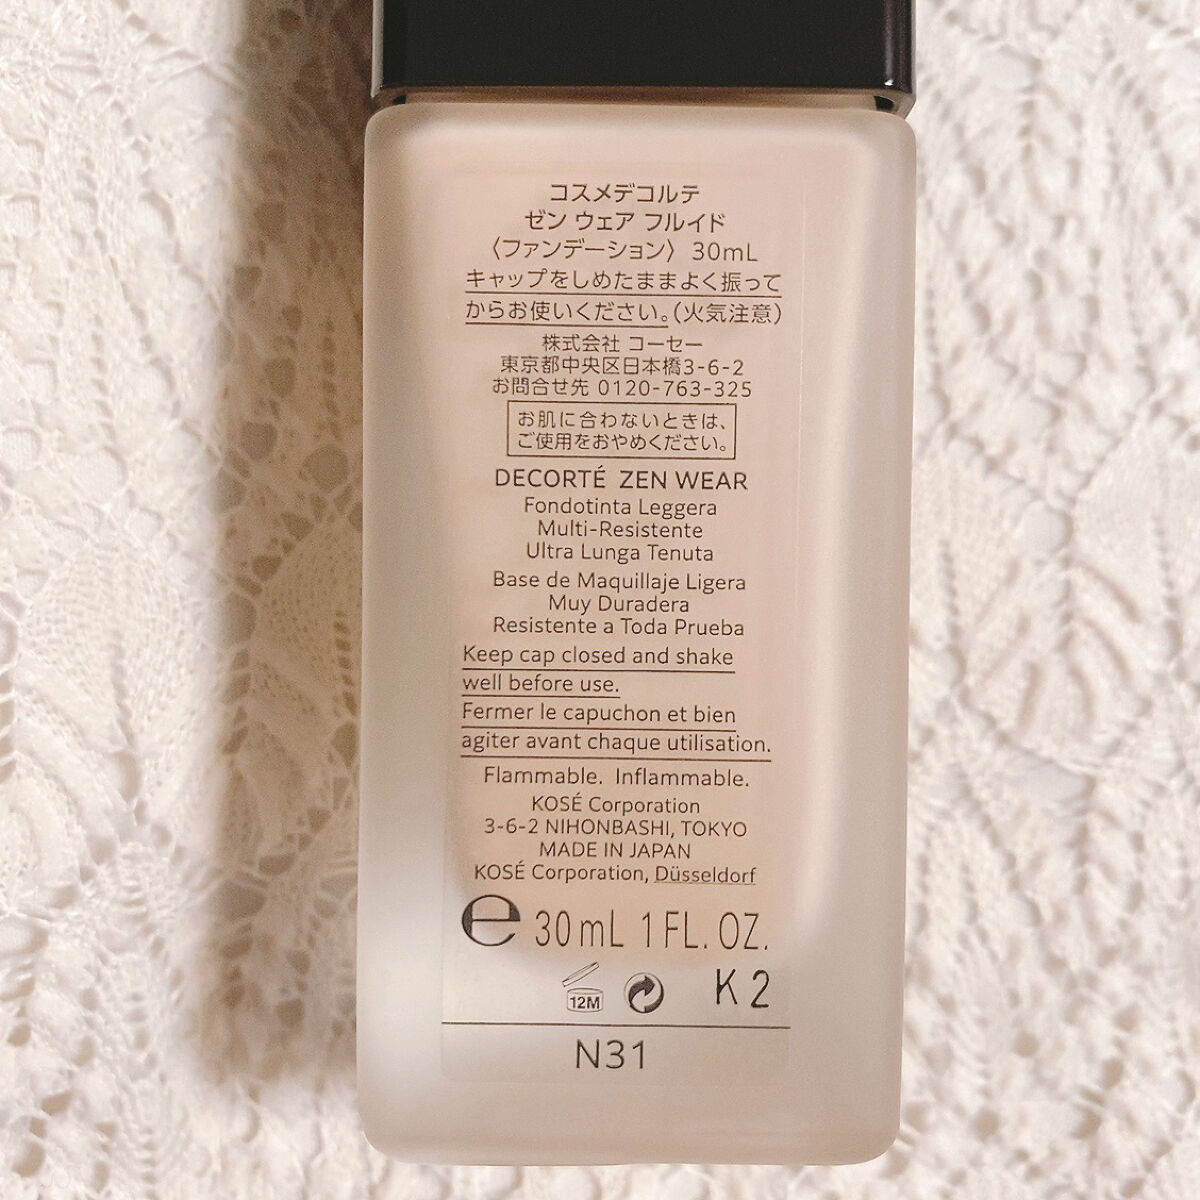 コスメデコルテ
ゼン ウェア フルイド
〈ファンデーション〉 30mL
キャップをしめたままよく振って
からお使いください。(火気注意)
株式会社 コーセー
東京都中央区日本橋3-6-2
お問合せ先 0120-763-325
お肌に合わないときは、
ご使用をおやめください。
DECORTÉ ZEN WEAR
Fondotinta Leggera
Multi-Resistente
Ultra Lunga Tenuta
Base de Maquillaje Ligera
Muy Duradera
Resistente a Toda Prueba
Keep cap closed and shake
well before use.
Fermer le capuchon et bien
agiter avant chaque utilisation.
Flammable. Inflammable.
KOSÉ Corporation
3-6-2 NIHONBASHI, TOKYO
MADE IN JAPAN
KOSÉ Corporation, Düsseldorf
℮ 30mL 1 FL. OZ.
12M K2
N31